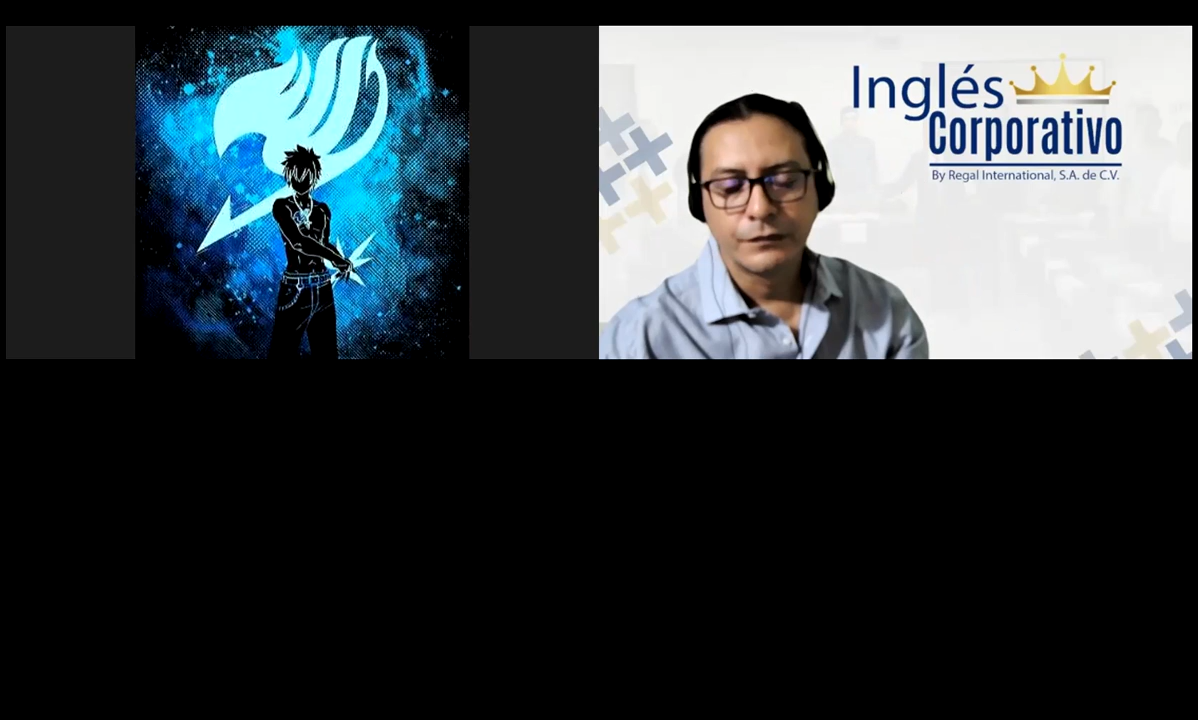 Inglés
Corporativo
By Regal International, S.A. de C.V.